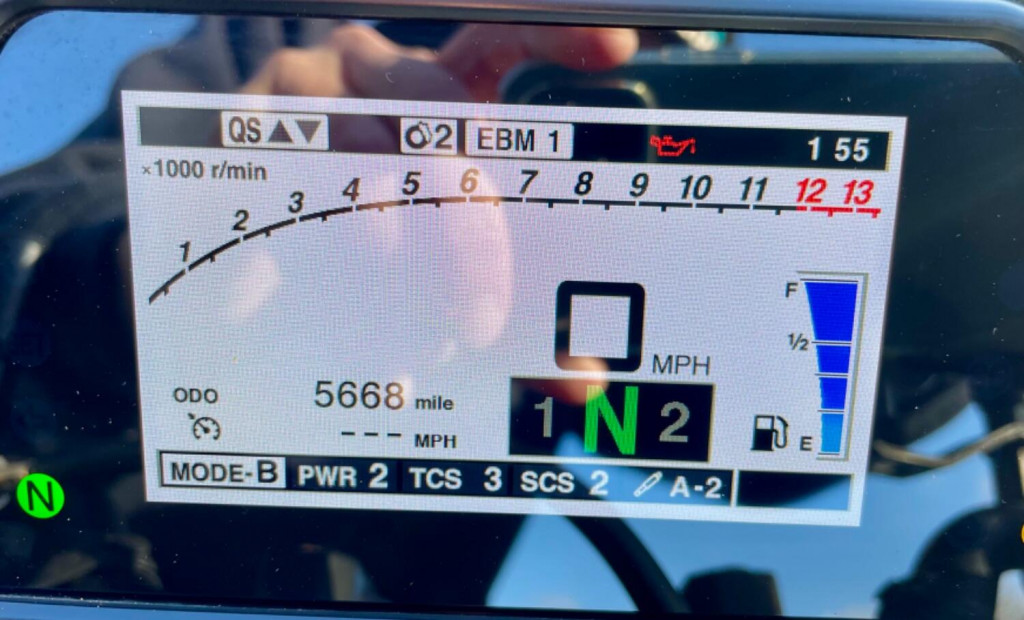 QS ▲▼ 2 EBM 1 1 55
×1000 r/min
1 2 3 4 5 6 7 8 9 10 11 12 13
F
½
0 MPH
ODO 5668 mile
--- MPH
1 N 2
E
MODE-B PWR 2 TCS 3 SCS 2 A-2
N